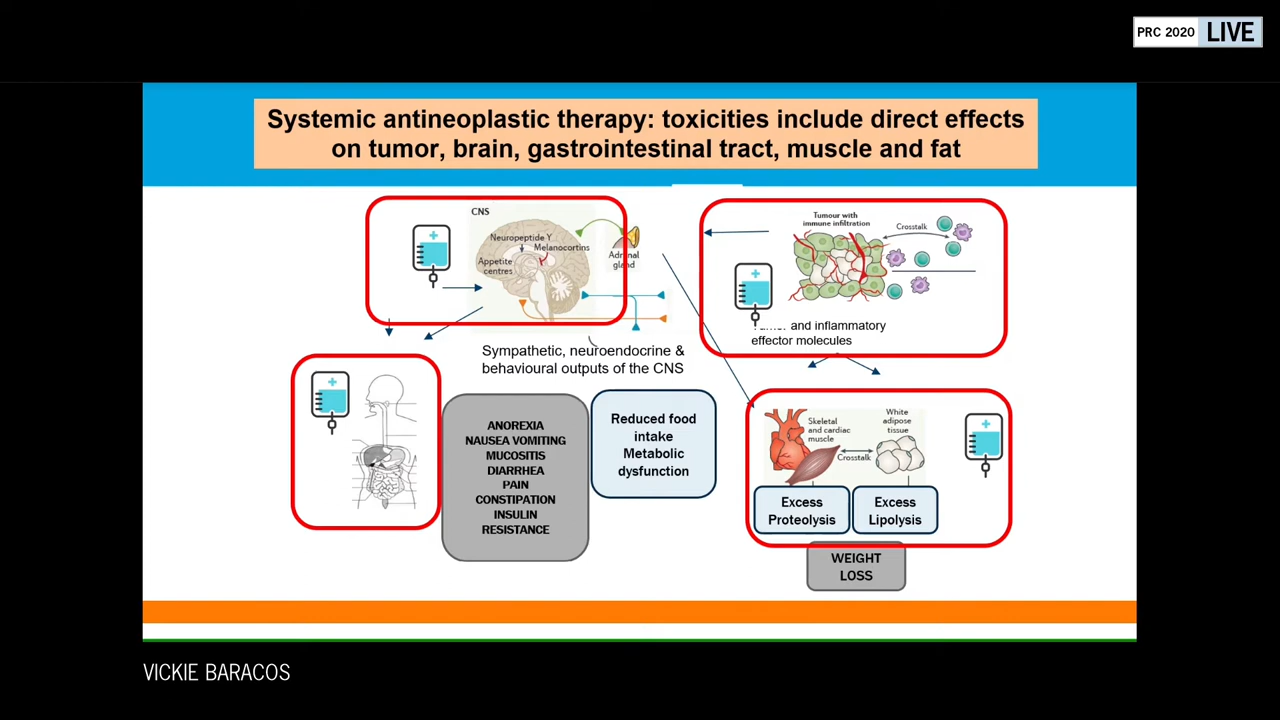 PRC 2020 LIVE
Systemic antineoplastic therapy: toxicities include direct effects
on tumor, brain, gastrointestinal tract, muscle and fat
CNS
Neuropeptide Y
Melanocortins
Appetite
centres
Adrenal
gland
Tumour with
immune infiltration
Crosstalk
and inflammatory
effector molecules
Sympathetic, neuroendocrine &
behavioural outputs of the CNS
ANOREXIA
NAUSEA VOMITING
MUCOSITIS
DIARRHEA
PAIN
CONSTIPATION
INSULIN
RESISTANCE
Reduced food
intake
Metabolic
dysfunction
Skeletal
and cardiac
muscle
White
adipose
tissue
Crosstalk
Excess
Proteolysis
Excess
Lipolysis
WEIGHT
LOSS
VICKIE BARACOS